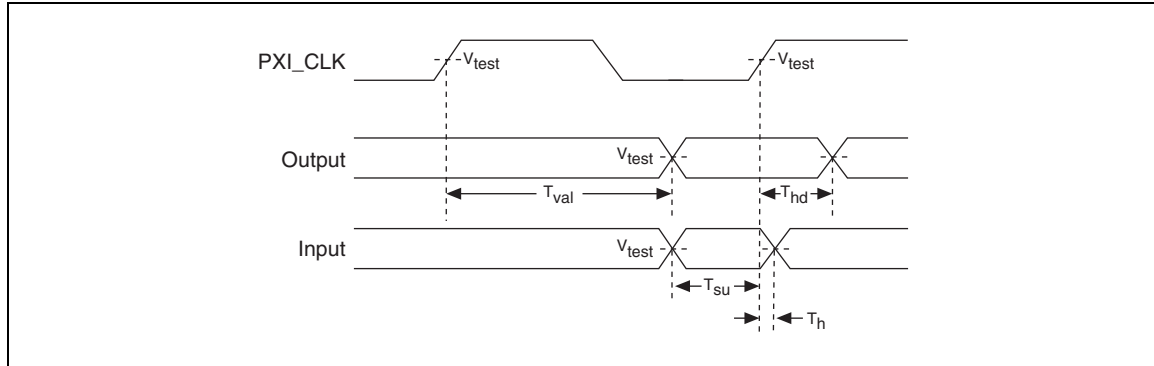 PXI_CLK Vtest Vtest
Output Vtest
Tval Thd
Input Vtest
Tsu
Th